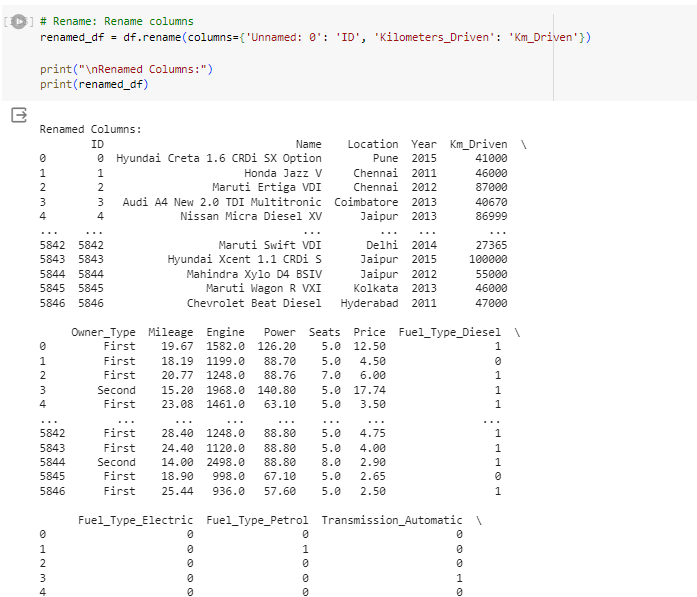 # Rename: Rename columns
renamed_df = df.rename(columns={'Unnamed: 0': 'ID', 'Kilometers_Driven': 'Km_Driven'})
print("\nRenamed Columns:")
print(renamed_df)
Renamed Columns:
ID Name Location Year Km_Driven \
0 0 Hyundai Creta 1.6 CRDi SX Option Pune 2015 41000
1 1 Honda Jazz V Chennai 2011 46000
2 2 Maruti Ertiga VDI Chennai 2012 87000
3 3 Audi A4 New 2.0 TDI Multitronic Coimbatore 2013 40670
4 4 Nissan Micra Diesel XV Jaipur 2013 86999
... ... ... ... ... ...
5842 5842 Maruti Swift VDI Delhi 2014 27365
5843 5843 Hyundai Xcent 1.1 CRDi S Jaipur 2015 100000
5844 5844 Mahindra Xylo D4 BSIV Jaipur 2012 55000
5845 5845 Maruti Wagon R VXI Kolkata 2013 46000
5846 5846 Chevrolet Beat Diesel Hyderabad 2011 47000
Owner_Type Mileage Engine Power Seats Price Fuel_Type_Diesel \
0 First 19.67 1582.0 126.20 5.0 12.50 1
1 First 18.19 1199.0 88.70 5.0 4.50 0
2 First 20.77 1248.0 88.76 7.0 6.00 1
3 Second 15.20 1968.0 140.80 5.0 17.74 1
4 First 23.08 1461.0 63.10 5.0 3.50 1
... ... ... ... ... ... ... ...
5842 First 28.40 1248.0 88.80 5.0 4.75 1
5843 First 24.40 1120.0 88.80 5.0 4.00 1
5844 Second 14.00 2498.0 88.80 8.0 2.90 1
5845 First 18.90 998.0 67.10 5.0 2.65 0
5846 First 25.44 936.0 57.60 5.0 2.50 1
Fuel_Type_Electric Fuel_Type_Petrol Transmission_Automatic \
0 0 0 0
1 0 1 0
2 0 0 0
3 0 0 1
4 0 0 0